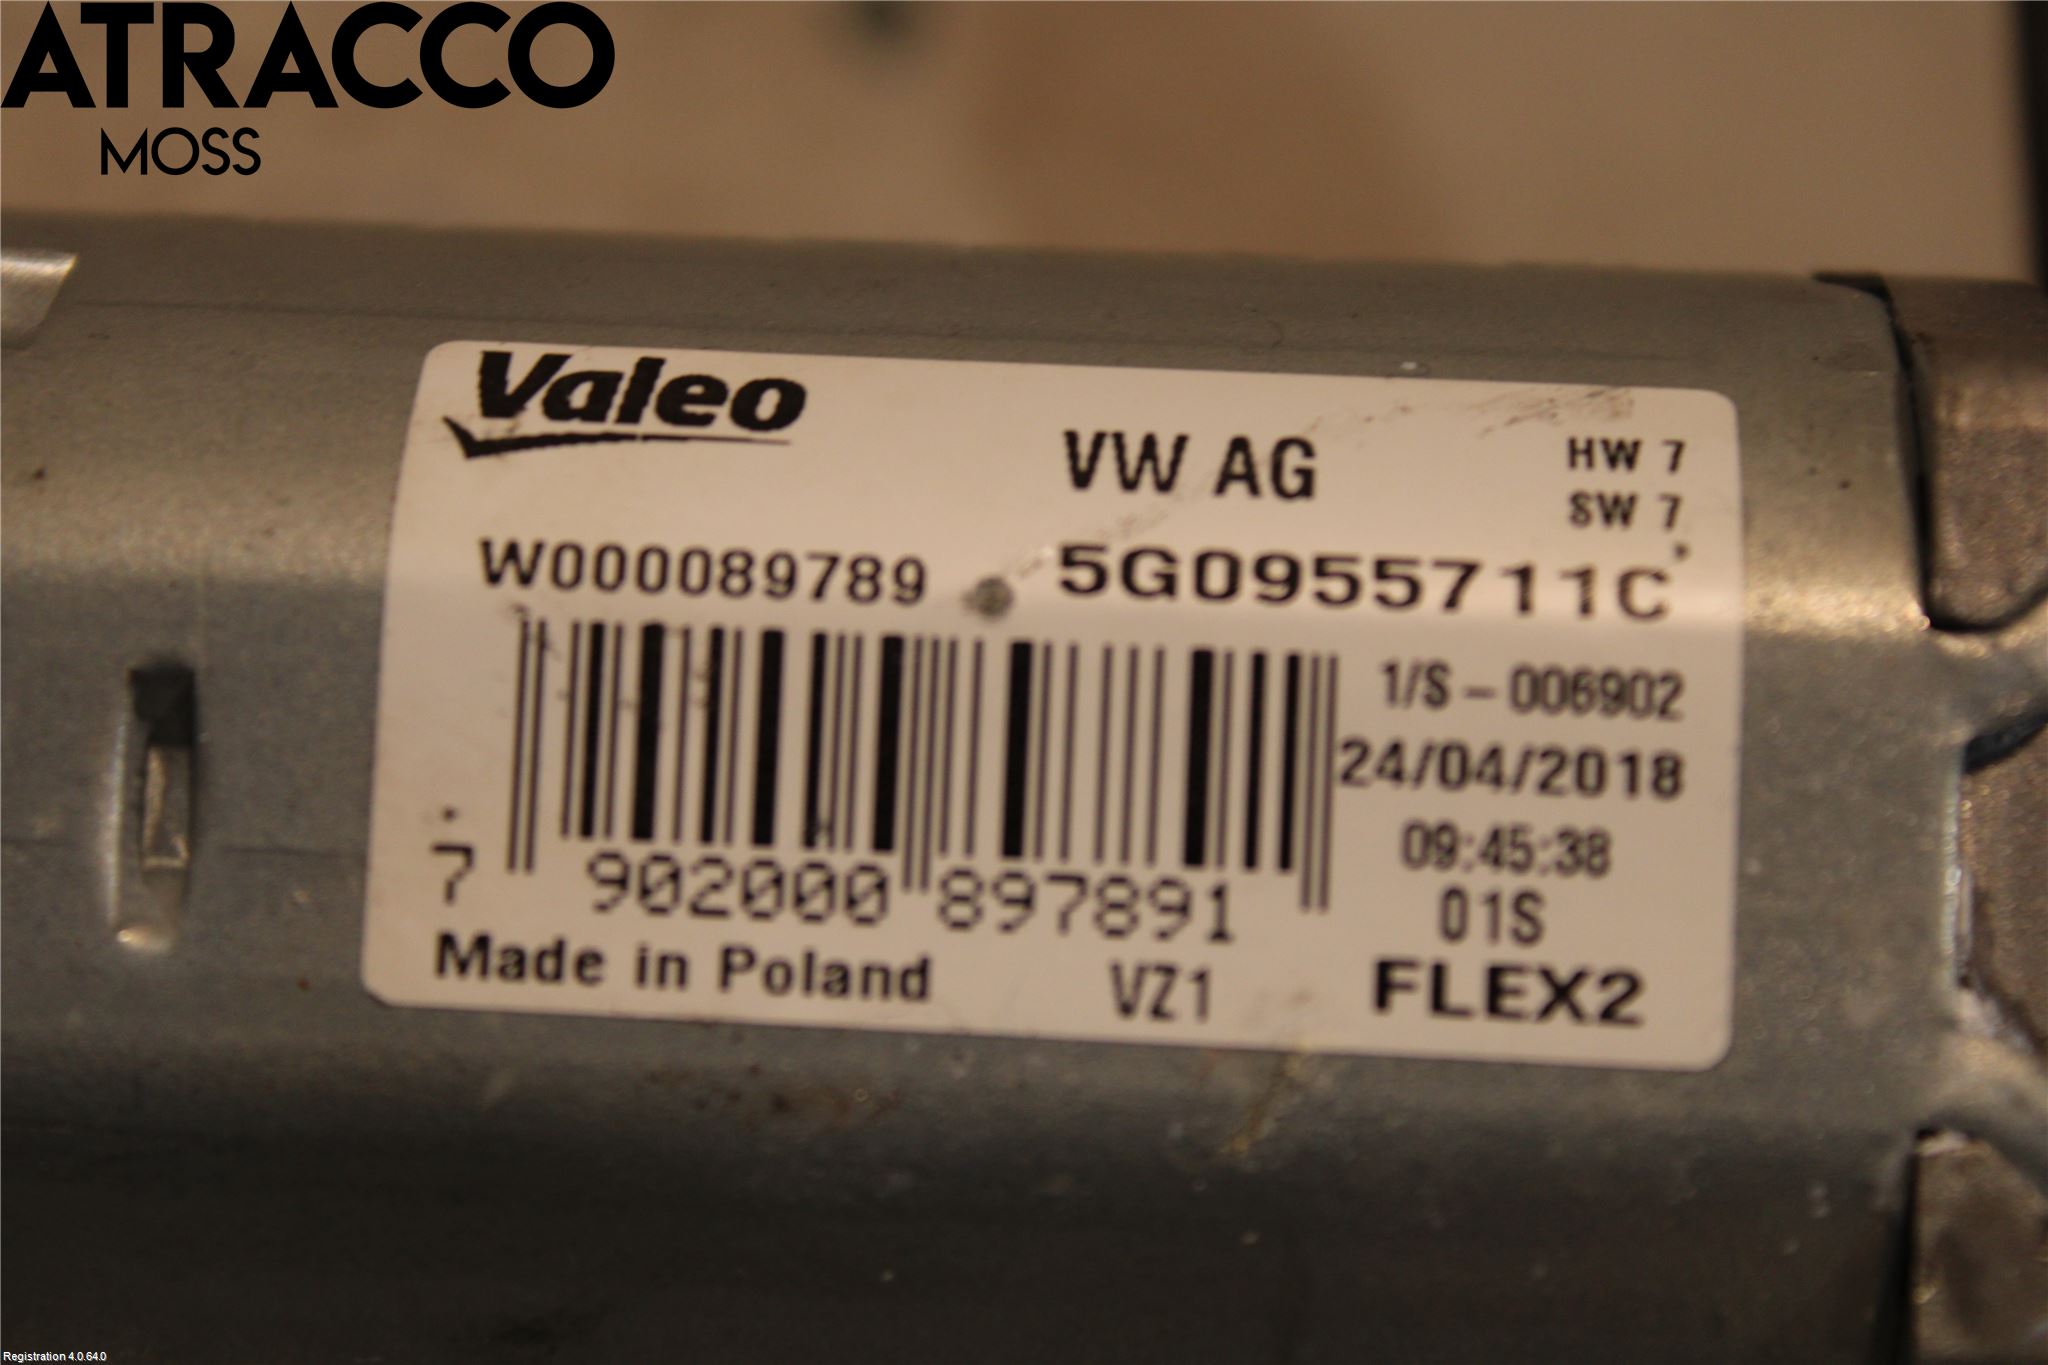 ATRACCO
MOSS
Valeo
VW AG
HW 7
SW 7
W000089789
5G0955711C
1/S - 006902
24/04/2018
09:45:38
01S
7 902000 897891
Made in Poland
VZ1
FLEX2
Registration 4.0.64.0